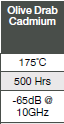 Olive Drab
Cadmium
175°C
500 Hrs
-65dB @
10GHz